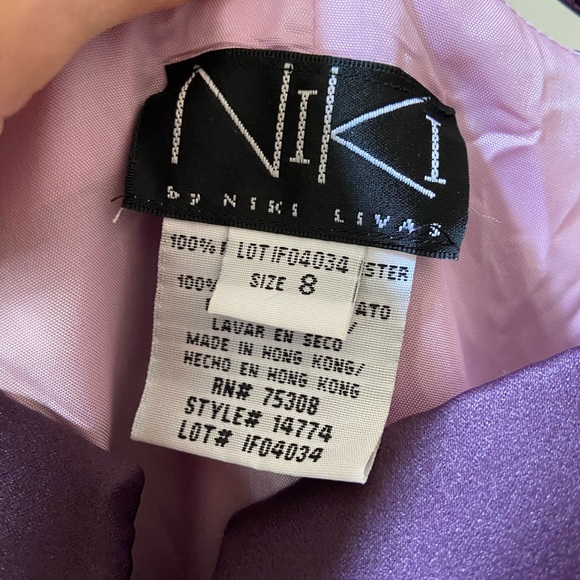 NIKI
by NIKI LIVAS
LOT IF04034
SIZE 8
100%
STER
100%
ATO
LAVAR EN SECO
MADE IN HONG KONG/
HECHO EN HONG KONG
RN# 75308
STYLE# 14774
LOT# IF04034